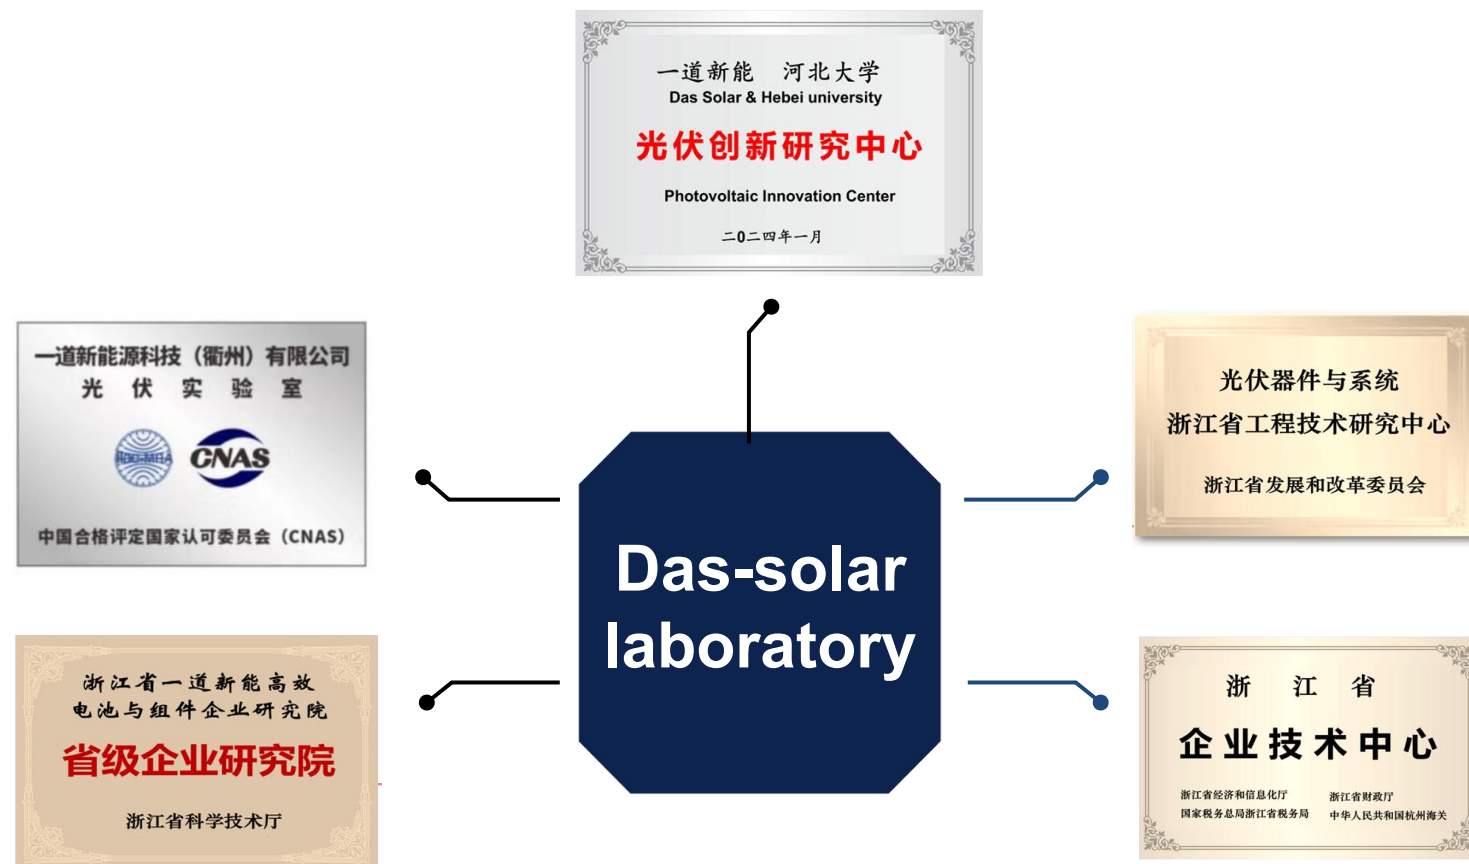 一道新能 河北大学
Das Solar & Hebei university
光伏创新研究中心
Photovoltaic Innovation Center
二0二四年一月
一道新能源科技（衢州）有限公司
光伏实验室
ilac-MRA
CNAS
中国合格评定国家认可委员会（CNAS）
光伏器件与系统
浙江省工程技术研究中心
浙江省发展和改革委员会
Das-solar
laboratory
浙江省一道新能高效
电池与组件企业研究院
省级企业研究院
浙江省科学技术厅
浙江省
企业技术中心
浙江省经济和信息化厅 浙江省财政厅
国家税务总局浙江省税务局 中华人民共和国杭州海关